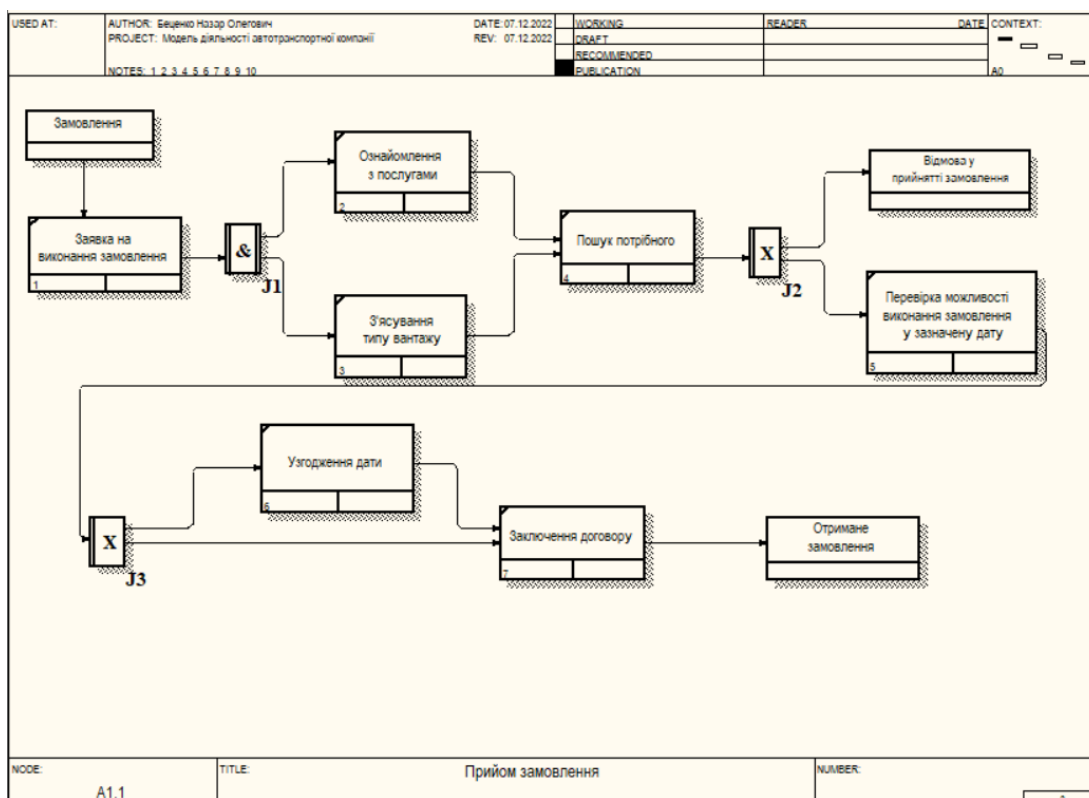 USED AT:
AUTHOR: Беценко Назар Олегович
DATE: 07.12.2022
PROJECT: Модель діяльності автотранспортної компанії
REV: 07.12.2022
NOTES: 1 2 3 4 5 6 7 8 9 10
WORKING
DRAFT
RECOMMENDED
PUBLICATION
READER
DATE
CONTEXT:
A0
Замовлення
Заявка на
виконання замовлення
1
&
J1
Ознайомлення
з послугами
2
З'ясування
типу вантажу
3
Пошук потрібного
4
X
J2
Відмова у
прийнятті замовлення
Перевірка можливості
виконання замовлення
у зазначену дату
5
X
J3
Узгодження дати
6
Заключення договору
7
Отримане
замовлення
NODE:
A1.1
TITLE:
Прийом замовлення
NUMBER: